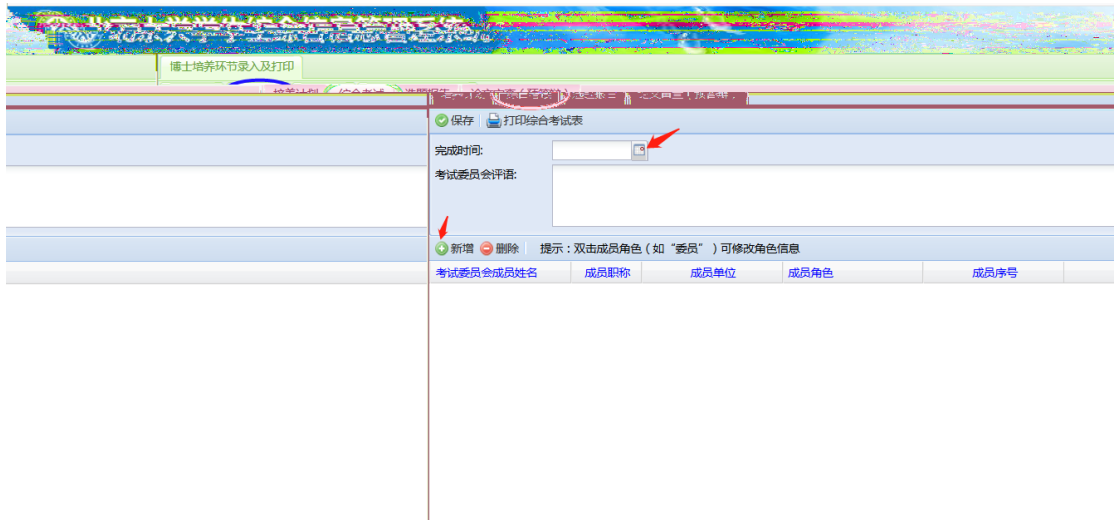 博士培养环节录入及打印
保存 打印综合考试表
完成时间:
考试委员会评语:
新增 删除 提示：双击成员角色（如“委员”）可修改角色信息
考试委员会成员姓名 成员职称 成员单位 成员角色 成员序号